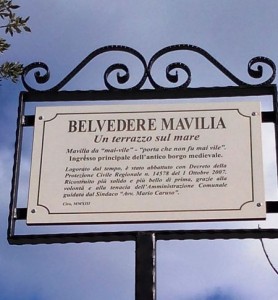 BELVEDERE MAVILIA
Un terrazzo sul mare
Mavilla da "mai-vile" - "porta che non fu mai vile".
Ingresso principale dell'antico borgo medievale.
Logorato dal tempo, è stato abbattuto con Decreto della
Protezione Civile Regionale n. 14578 del 1 Ottobre 2007.
Ricostruito più solido e più bello di prima, grazie alla
volontà e alla tenacia dell'Amministrazione Comunale
guidata dal Sindaco "Avv. Mario Caruso".
Cirò, MMXIII